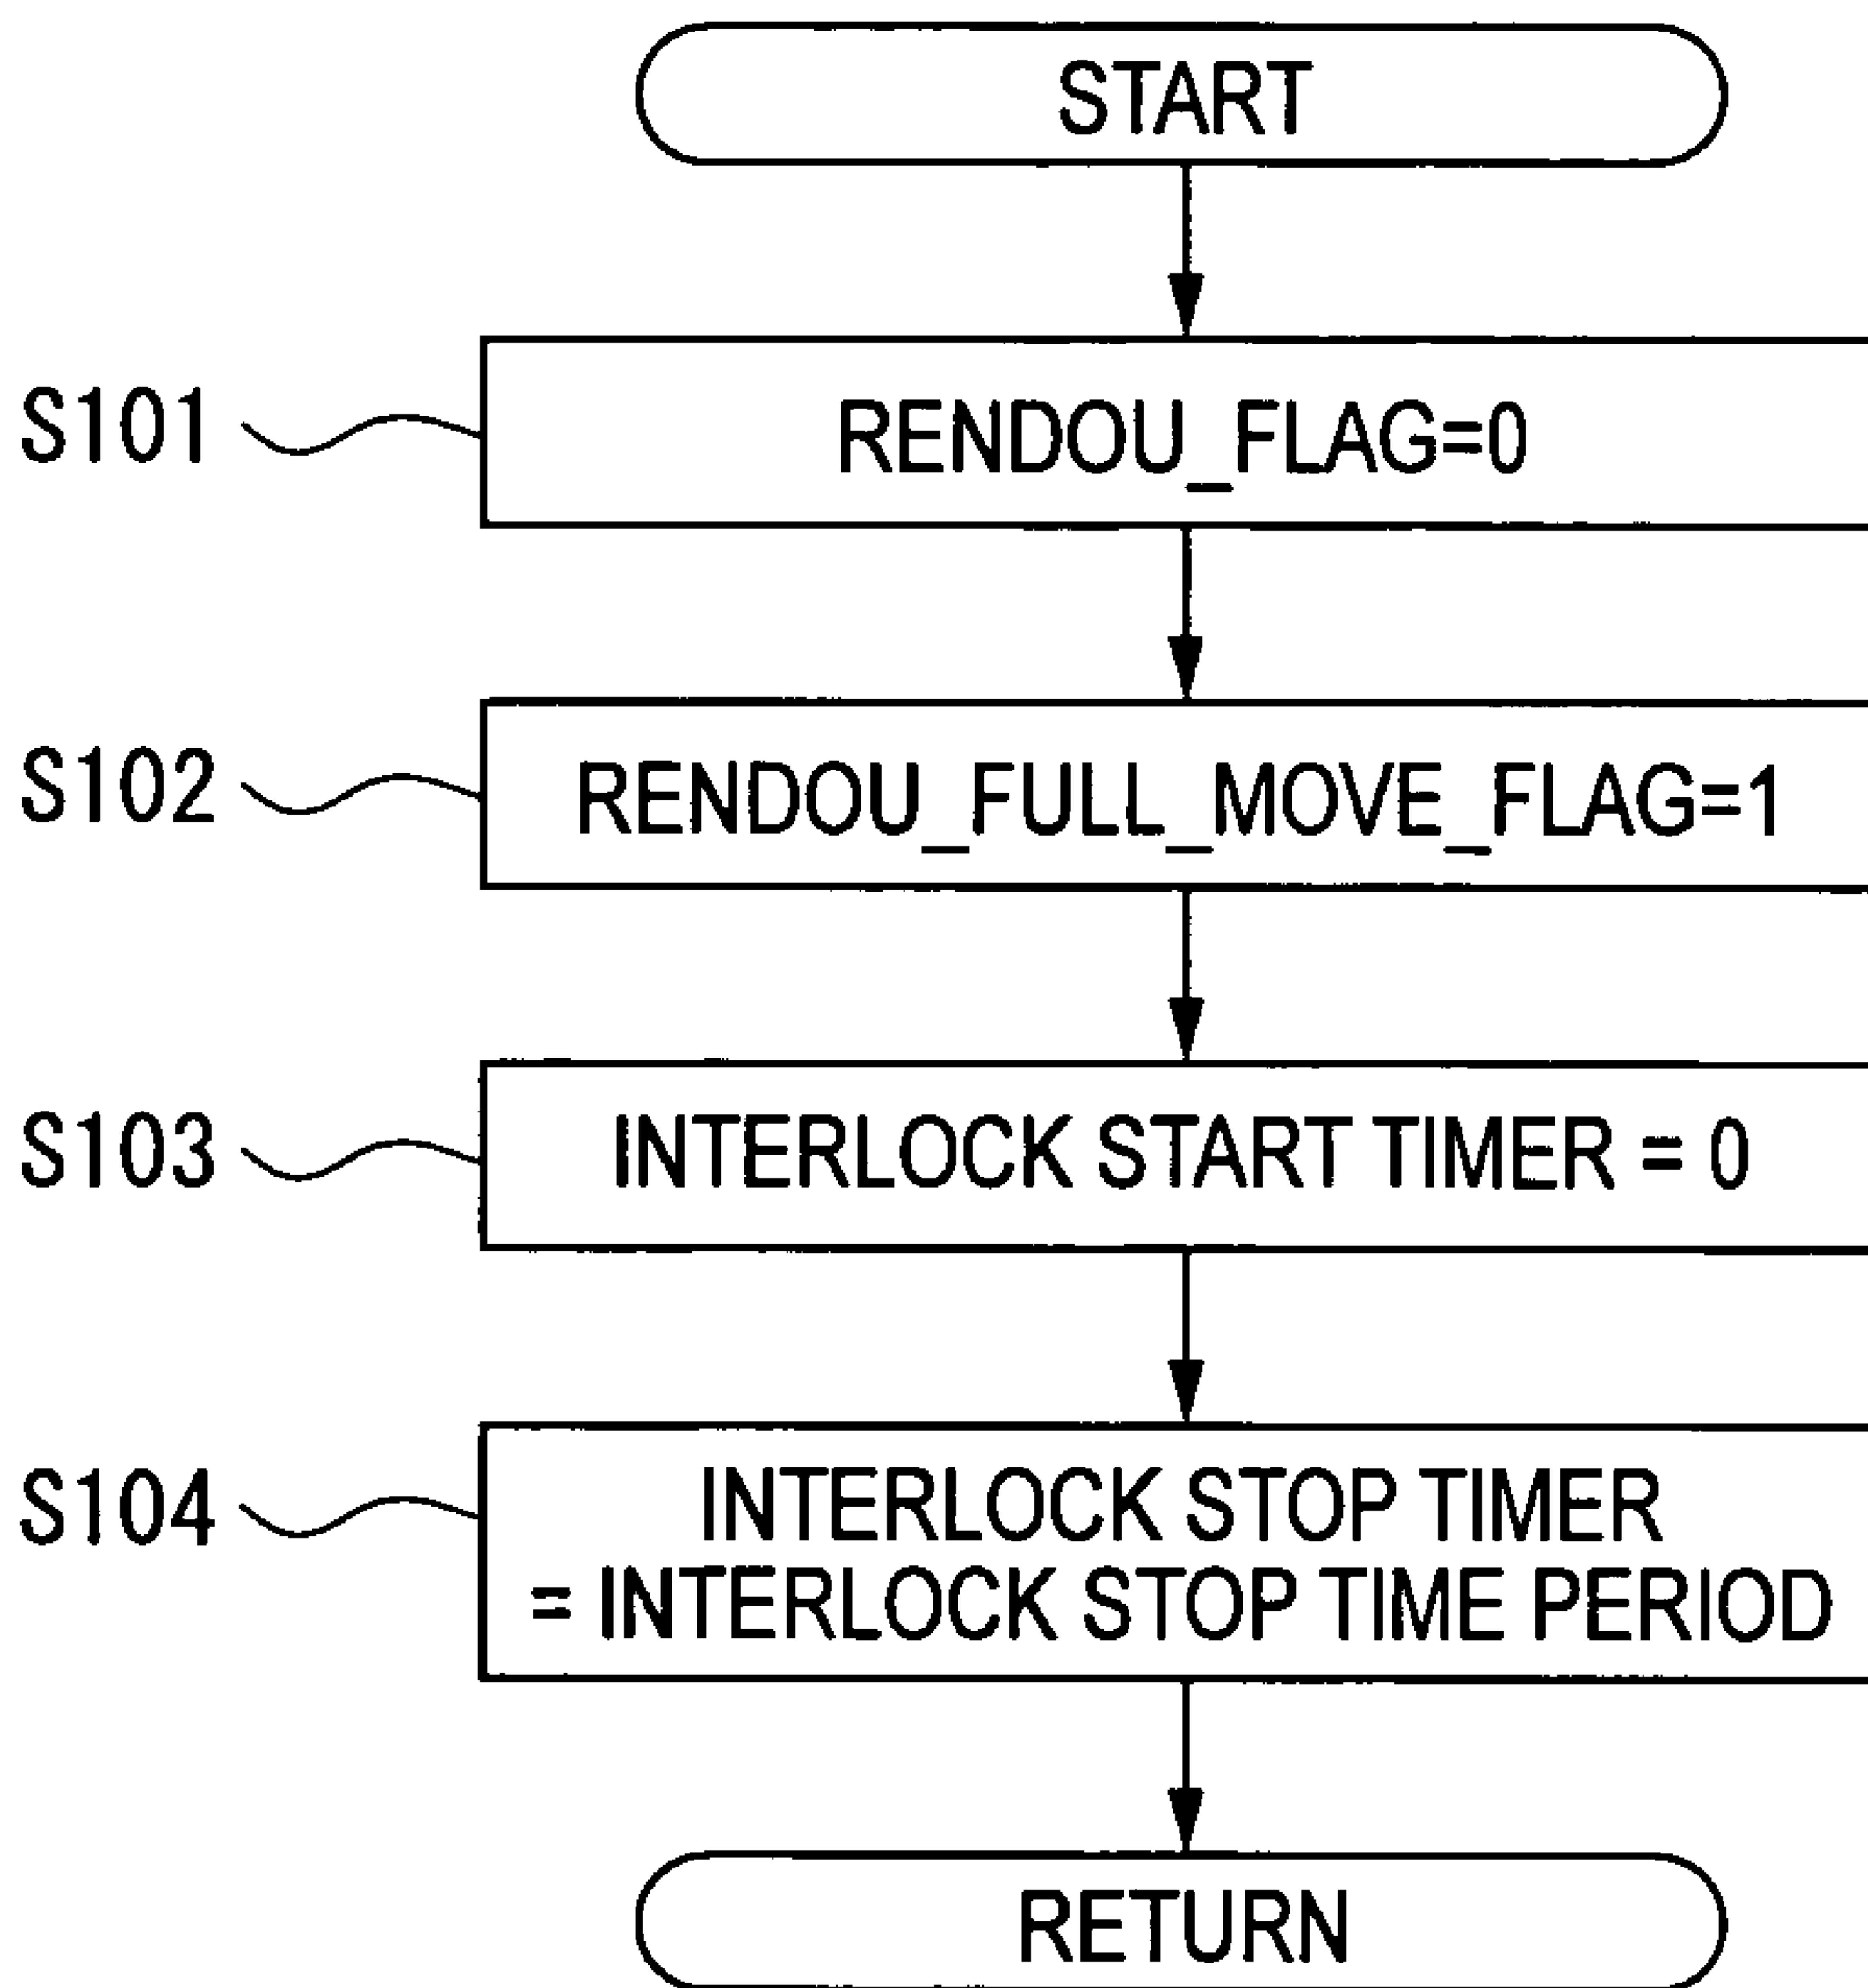 START
S101
RENDOU_FLAG=0
S102
RENDOU_FULL_MOVE_FLAG=1
S103
INTERLOCK START TIMER = 0
S104
INTERLOCK STOP TIMER
= INTERLOCK STOP TIME PERIOD
RETURN